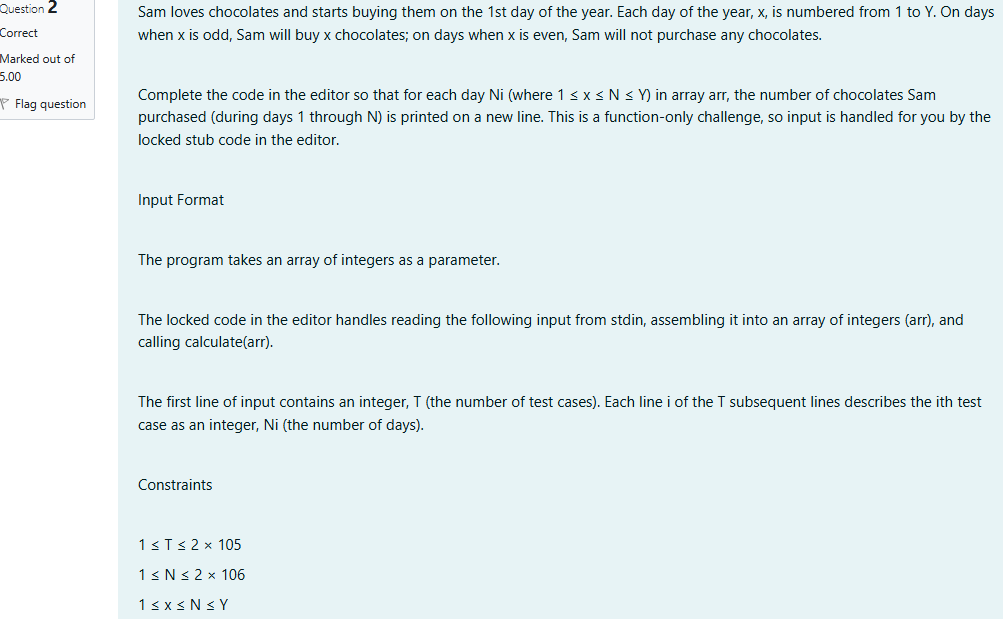 Question 2
Correct
Marked out of
5.00
Flag question
Sam loves chocolates and starts buying them on the 1st day of the year. Each day of the year, x, is numbered from 1 to Y. On days
when x is odd, Sam will buy x chocolates; on days when x is even, Sam will not purchase any chocolates.
Complete the code in the editor so that for each day Ni (where 1 ≤ x ≤ N ≤ Y) in array arr, the number of chocolates Sam
purchased (during days 1 through N) is printed on a new line. This is a function-only challenge, so input is handled for you by the
locked stub code in the editor.
Input Format
The program takes an array of integers as a parameter.
The locked code in the editor handles reading the following input from stdin, assembling it into an array of integers (arr), and
calling calculate(arr).
The first line of input contains an integer, T (the number of test cases). Each line i of the T subsequent lines describes the ith test
case as an integer, Ni (the number of days).
Constraints
1 ≤ T ≤ 2 × 105
1 ≤ N ≤ 2 × 106
1 ≤ x ≤ N ≤ Y